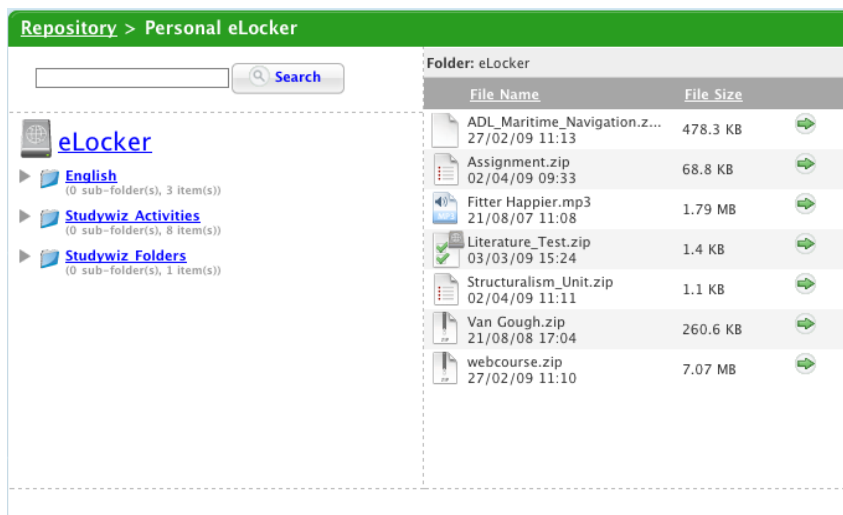 Repository > Personal eLocker
Search
eLocker
English
(0 sub-folder(s), 3 item(s))
Studywiz Activities
(0 sub-folder(s), 8 item(s))
Studywiz Folders
(0 sub-folder(s), 1 item(s))
Folder: eLocker
File Name File Size
ADL_Maritime_Navigation.z... 478.3 KB
27/02/09 11:13
Assignment.zip 68.8 KB
02/04/09 09:33
Fitter Happier.mp3 1.79 MB
21/08/07 11:08
Literature_Test.zip 1.4 KB
03/03/09 15:24
Structuralism_Unit.zip 1.1 KB
02/04/09 11:11
Van Gough.zip 260.6 KB
21/08/08 17:04
webcourse.zip 7.07 MB
27/02/09 11:10